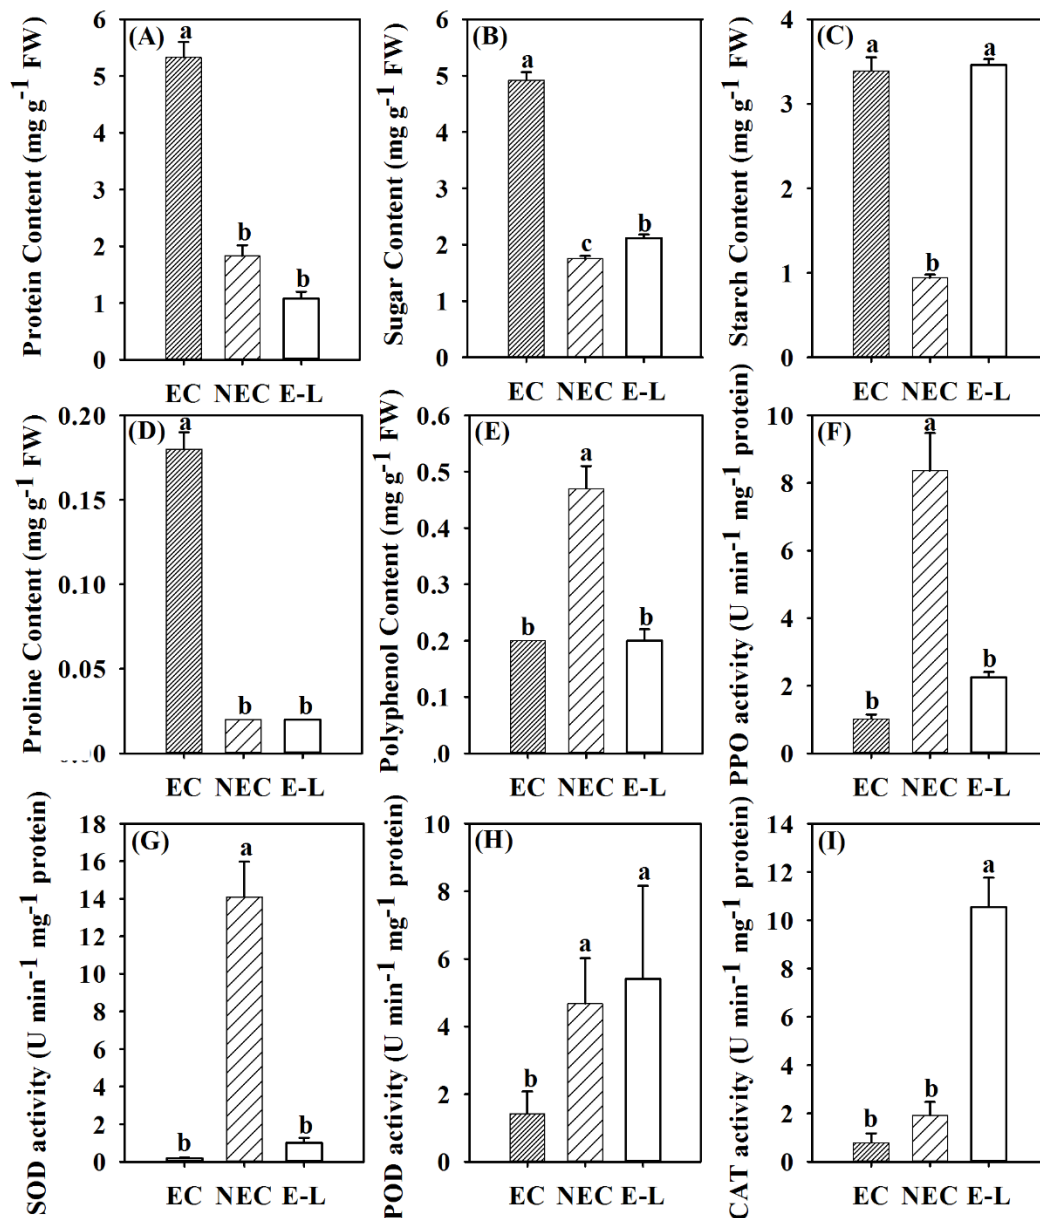 Protein Content (mg g-1 FW)
(A)
6
5
4
3
2
1
0
a
b
b
EC NEC E-L
Sugar Content (mg g-1 FW)
(B)
6
5
4
3
2
1
0
a
c
b
EC NEC E-L
Starch Content (mg g-1 FW)
(C)
4
3
2
1
0
a
b
a
EC NEC E-L
Proline Content (mg g-1 FW)
(D)
0.20
0.15
0.10
0.05
a
b
b
EC NEC E-L
Polyphenol Content (mg g-1 FW)
(E)
0.6
0.5
0.4
0.3
0.2
0.1
b
a
b
EC NEC E-L
PPO activity (U min-1 mg-1 protein)
(F)
10
8
6
4
2
0
b
a
b
EC NEC E-L
SOD activity (U min-1 mg-1 protein)
(G)
18
16
14
12
10
8
6
4
2
0
b
a
b
EC NEC E-L
POD activity (U min-1 mg-1 protein)
(H)
10
8
6
4
2
0
b
a
a
EC NEC E-L
CAT activity (U min-1 mg-1 protein)
(I)
14
12
10
8
6
4
2
0
b
b
a
EC NEC E-L